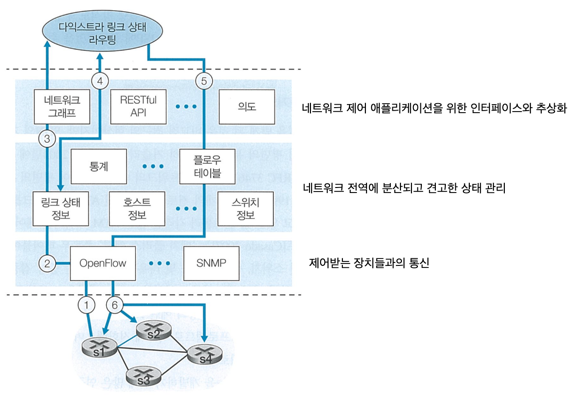 다익스트라 링크 상태
라우팅
4
5
네트워크
그래프
RESTful
API
의도
네트워크 제어 애플리케이션을 위한 인터페이스와 추상화
3
통계
플로우
테이블
네트워크 전역에 분산되고 견고한 상태 관리
링크 상태
정보
호스트
정보
스위치
정보
2
OpenFlow
SNMP
제어받는 장치들과의 통신
1
6
s2
s1
s4
s3